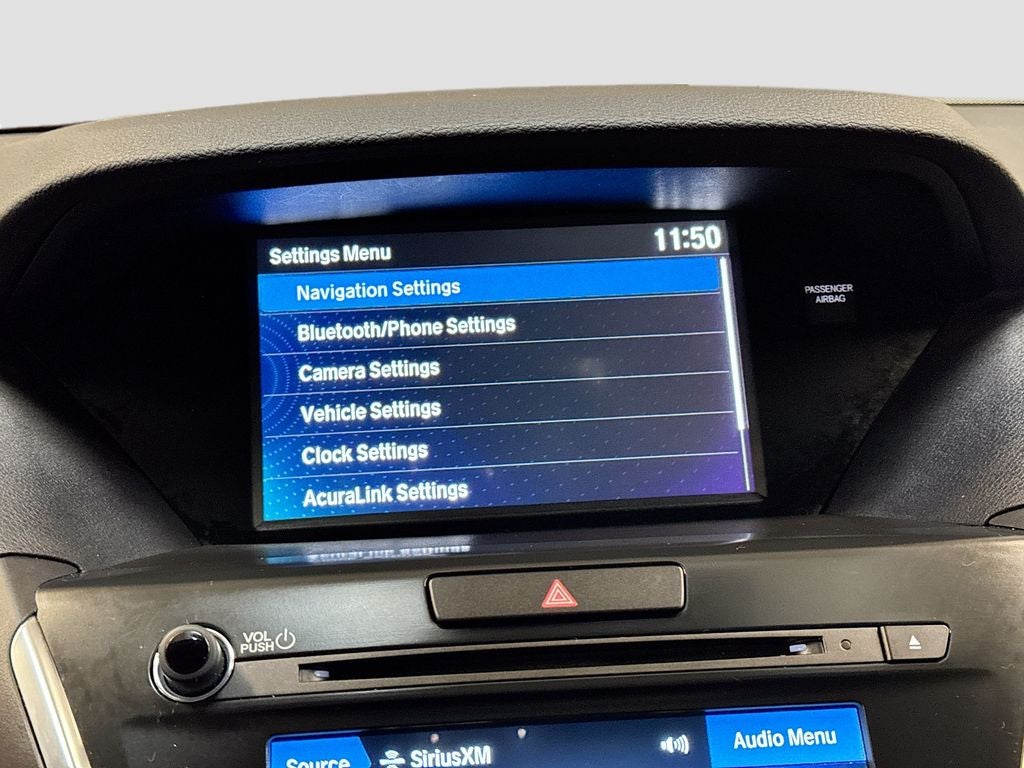 Settings Menu 11:50
Navigation Settings
Bluetooth/Phone Settings
Camera Settings
Vehicle Settings
Clock Settings
AcuraLink Settings
PASSENGER
AIRBAG
VOL
PUSH
Source SiriusXM Audio Menu